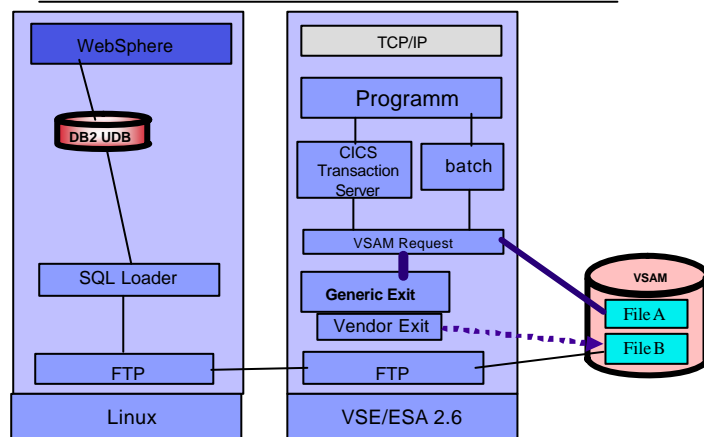 WebSphere
DB2 UDB
SQL Loader
FTP
Linux
TCP/IP
Programm
CICS
Transaction
Server
batch
VSAM Request
Generic Exit
Vendor Exit
FTP
VSE/ESA 2.6
VSAM
File A
File B